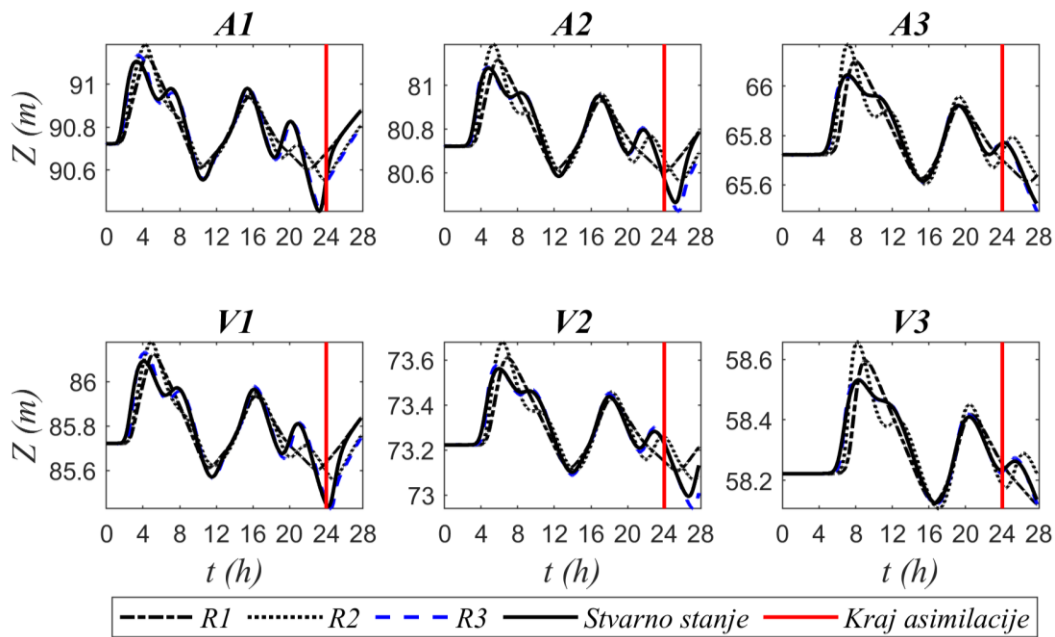 A1 A2 A3
Z (m)
91
90.8
90.6
81
80.8
80.6
66
65.8
65.6
0 4 8 12 16 20 24 28
0 4 8 12 16 20 24 28
0 4 8 12 16 20 24 28
V1 V2 V3
Z (m)
86
85.8
85.6
73.6
73.4
73.2
73
58.6
58.4
58.2
0 4 8 12 16 20 24 28
0 4 8 12 16 20 24 28
0 4 8 12 16 20 24 28
t (h) t (h) t (h)
R1 R2 R3 Stvarno stanje Kraj asimilacije